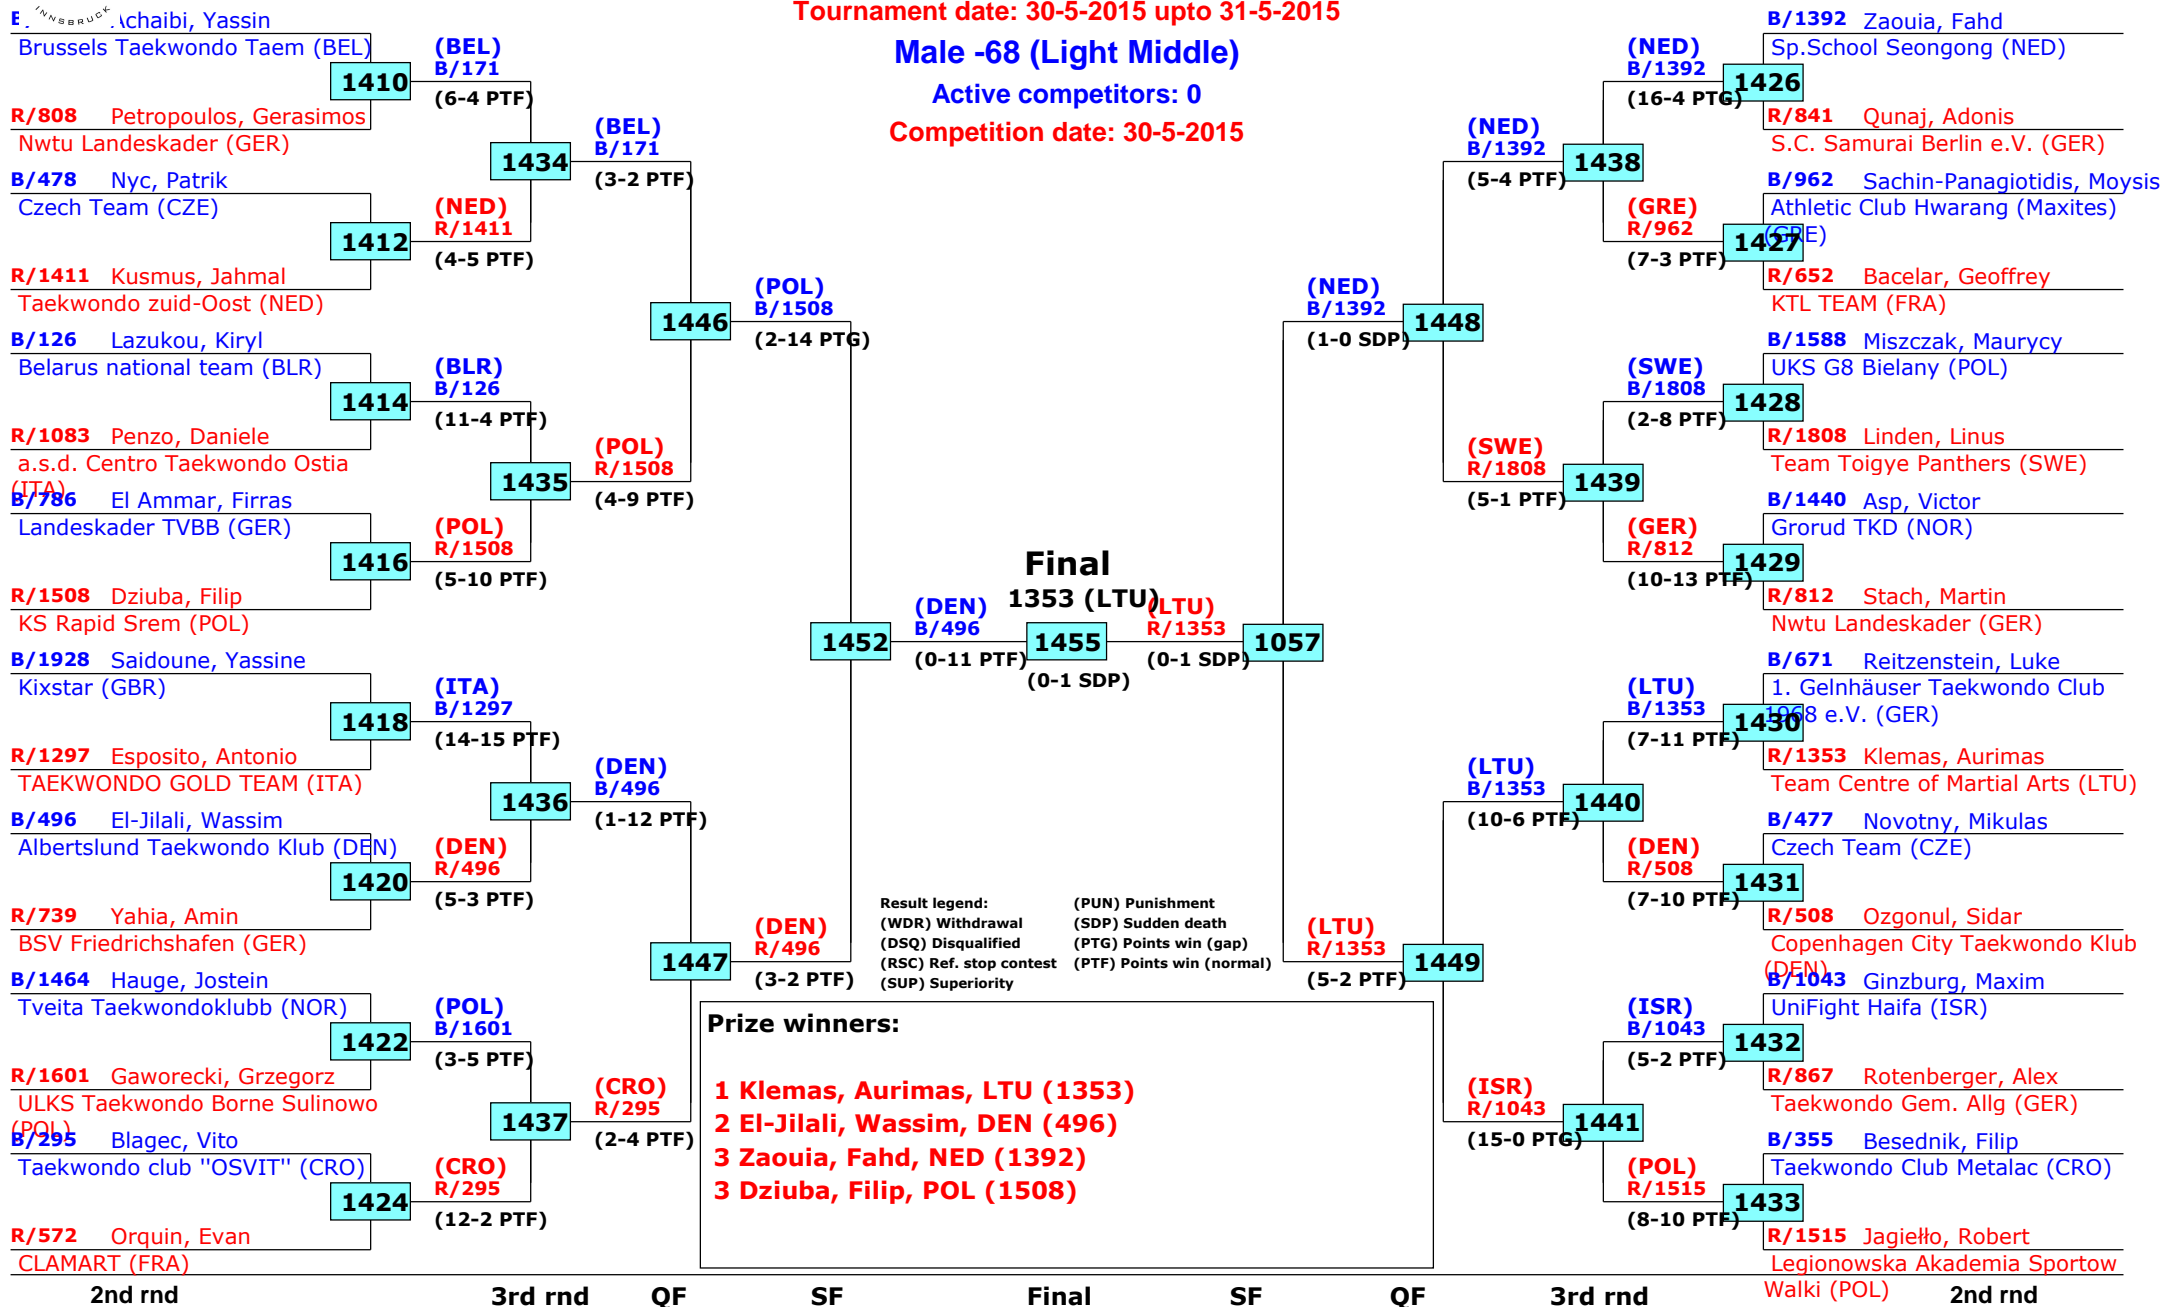 INNSBRUCK
Tournament date: 30-5-2015 upto 31-5-2015
Male -68 (Light Middle)
Active competitors: 0
Competition date: 30-5-2015
Achaibi, Yassin
Brussels Taekwondo Taem (BEL)
1410
R/808 Petropoulos, Gerasimos
Nwtu Landeskader (GER)
B/478 Nyc, Patrik
Czech Team (CZE)
1412
R/1411 Kusmus, Jahmal
Taekwondo zuid-Oost (NED)
B/126 Lazukou, Kiryl
Belarus national team (BLR)
1414
R/1083 Penzo, Daniele
a.s.d. Centro Taekwondo Ostia
(ITA)
B/786 El Ammar, Firras
Landeskader TVBB (GER)
1416
R/1508 Dziuba, Filip
KS Rapid Srem (POL)
B/1928 Saidoune, Yassine
Kixstar (GBR)
1418
R/1297 Esposito, Antonio
TAEKWONDO GOLD TEAM (ITA)
B/496 El-Jilali, Wassim
Albertslund Taekwondo Klub (DEN)
1420
R/739 Yahia, Amin
BSV Friedrichshafen (GER)
B/1464 Hauge, Jostein
Tveita Taekwondoklubb (NOR)
1422
R/1601 Gaworecki, Grzegorz
ULKS Taekwondo Borne Sulinowo
(POL)
B/295 Blagec, Vito
Taekwondo club "OSVIT" (CRO)
1424
R/572 Orquin, Evan
CLAMART (FRA)
(BEL)
B/171
(6-4 PTF)
1434
(NED)
R/1411
(4-5 PTF)
(BLR)
B/126
(11-4 PTF)
1435
(POL)
R/1508
(5-10 PTF)
(ITA)
B/1297
(14-15 PTF)
1436
(DEN)
R/496
(5-3 PTF)
(POL)
B/1601
(3-5 PTF)
1437
(CRO)
R/295
(12-2 PTF)
(BEL)
B/171
(3-2 PTF)
1446
(POL)
R/1508
(4-9 PTF)
(DEN)
B/496
(1-12 PTF)
1447
(CRO)
R/295
(2-4 PTF)
(POL)
B/1508
(2-14 PTG)
1452
(DEN)
R/496
(3-2 PTF)
(DEN)
B/496
(0-11 PTF)
Final
1353 (LTU)
1455
(0-1 SDP)
(LTU)
R/1353
(0-1 SDP)
1057
(NED)
B/1392
(1-0 SDP)
1448
(LTU)
R/1353
(5-2 PTF)
1449
(NED)
B/1392
(5-4 PTF)
1438
(SWE)
R/1808
(5-1 PTF)
1439
(LTU)
B/1353
(10-6 PTF)
1440
(ISR)
R/1043
(15-0 PTG)
1441
(NED)
B/1392
(16-4 PTG)
1426
(GRE)
R/962
(7-3 PTF)
1427
(SWE)
B/1808
(2-8 PTF)
1428
(GER)
R/812
(10-13 PTF)
1429
(LTU)
B/1353
(7-11 PTF)
1430
(DEN)
R/508
(7-10 PTF)
1431
(ISR)
B/1043
(5-2 PTF)
1432
(POL)
R/1515
(8-10 PTF)
1433
B/1392 Zaouia, Fahd
Sp.School Seongong (NED)
R/841 Qunaj, Adonis
S.C. Samurai Berlin e.V. (GER)
B/962 Sachin-Panagiotidis, Moysis
Athletic Club Hwarang (Maxites)
(GRE)
R/652 Bacelar, Geoffrey
KTL TEAM (FRA)
B/1588 Miszczak, Maurycy
UKS G8 Bielany (POL)
R/1808 Linden, Linus
Team Toigye Panthers (SWE)
B/1440 Asp, Victor
Grorud TKD (NOR)
R/812 Stach, Martin
Nwtu Landeskader (GER)
B/671 Reitzenstein, Luke
1. Gelnhäuser Taekwondo Club
1968 e.V. (GER)
R/1353 Klemas, Aurimas
Team Centre of Martial Arts (LTU)
B/477 Novotny, Mikulas
Czech Team (CZE)
R/508 Ozgonul, Sidar
Copenhagen City Taekwondo Klub
(DEN)
B/1043 Ginzburg, Maxim
UniFight Haifa (ISR)
R/867 Rotenberger, Alex
Taekwondo Gem. Allg (GER)
B/355 Besednik, Filip
Taekwondo Club Metalac (CRO)
R/1515 Jagiełło, Robert
Legionowska Akademia Sportow
Walki (POL)
Result legend: (PUN) Punishment
(WDR) Withdrawal (SDP) Sudden death
(DSQ) Disqualified (PTG) Points win (gap)
(RSC) Ref. stop contest (PTF) Points win (normal)
(SUP) Superiority
Prize winners:
1 Klemas, Aurimas, LTU (1353)
2 El-Jilali, Wassim, DEN (496)
3 Zaouia, Fahd, NED (1392)
3 Dziuba, Filip, POL (1508)
2nd rnd 3rd rnd QF SF Final SF QF 3rd rnd 2nd rnd